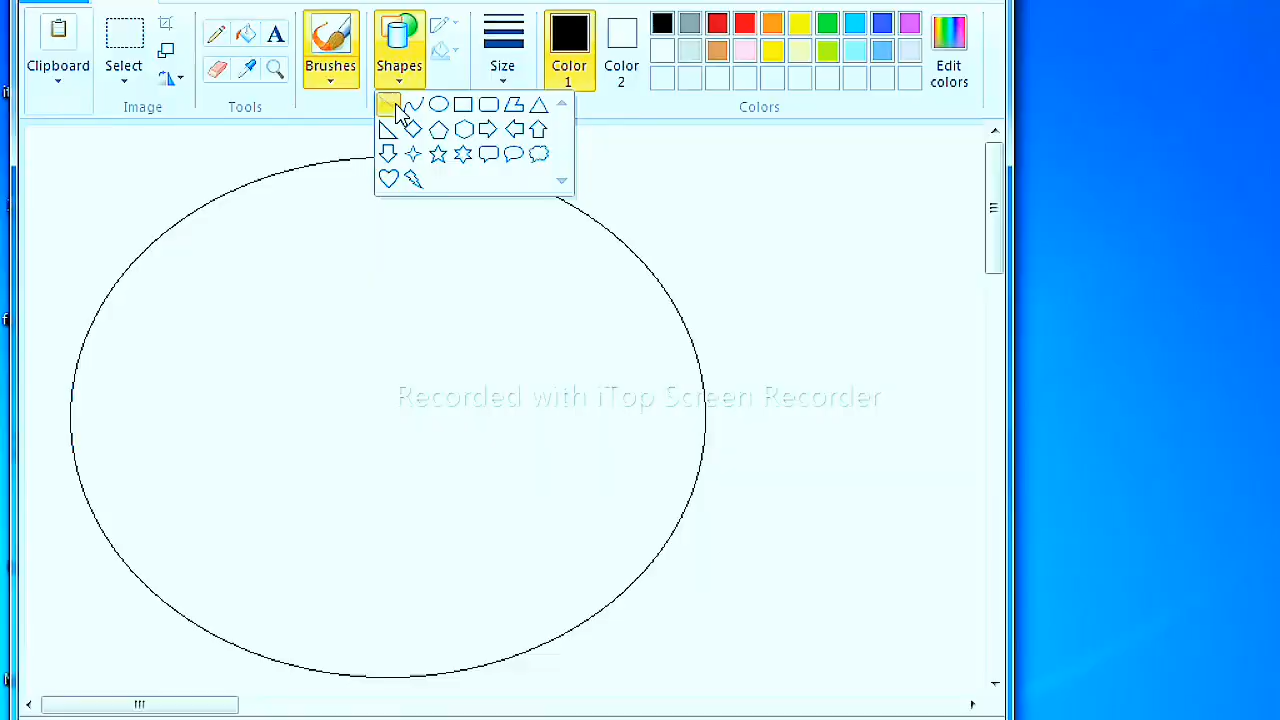 Clipboard
Select
Image
Tools
Brushes
Shapes
Size
Color
1
Color
2
Edit
colors
Colors
Recorded with iTop Screen Recorder